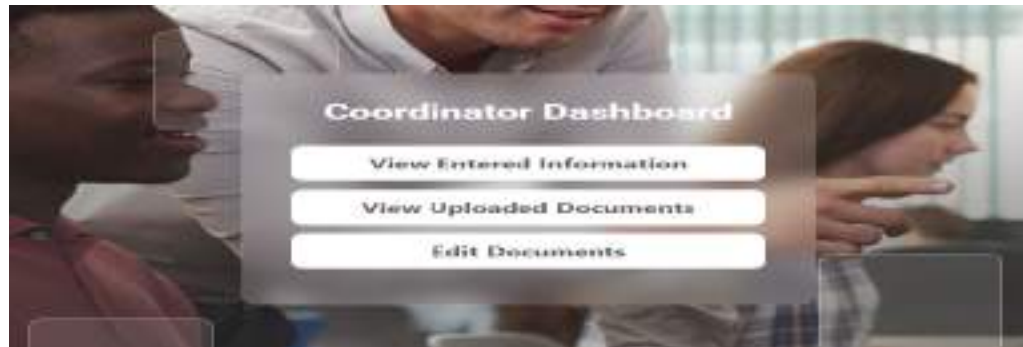 Coordinator Dashboard
View Entered Information
View Uploaded Documents
Edit Documents